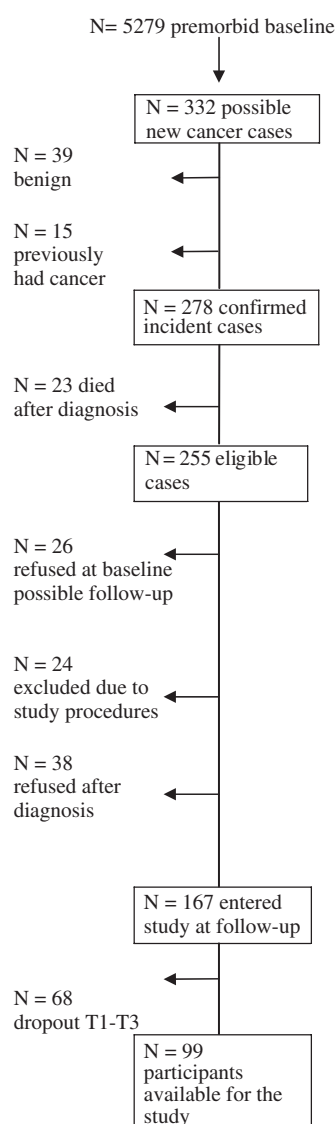 N= 5279 premorbid baseline
N = 332 possible
new cancer cases
N = 39
benign
N = 15
previously
had cancer
N = 278 confirmed
incident cases
N = 23 died
after diagnosis
N= 255 eligible
cases
N = 26
refused at baseline
possible follow-up
N = 24
excluded due to
study procedures
N = 38
refused after
diagnosis
N = 167 entered
study at follow-up
N = 68
dropout T1-T3
N = 99
participants
available for the
study